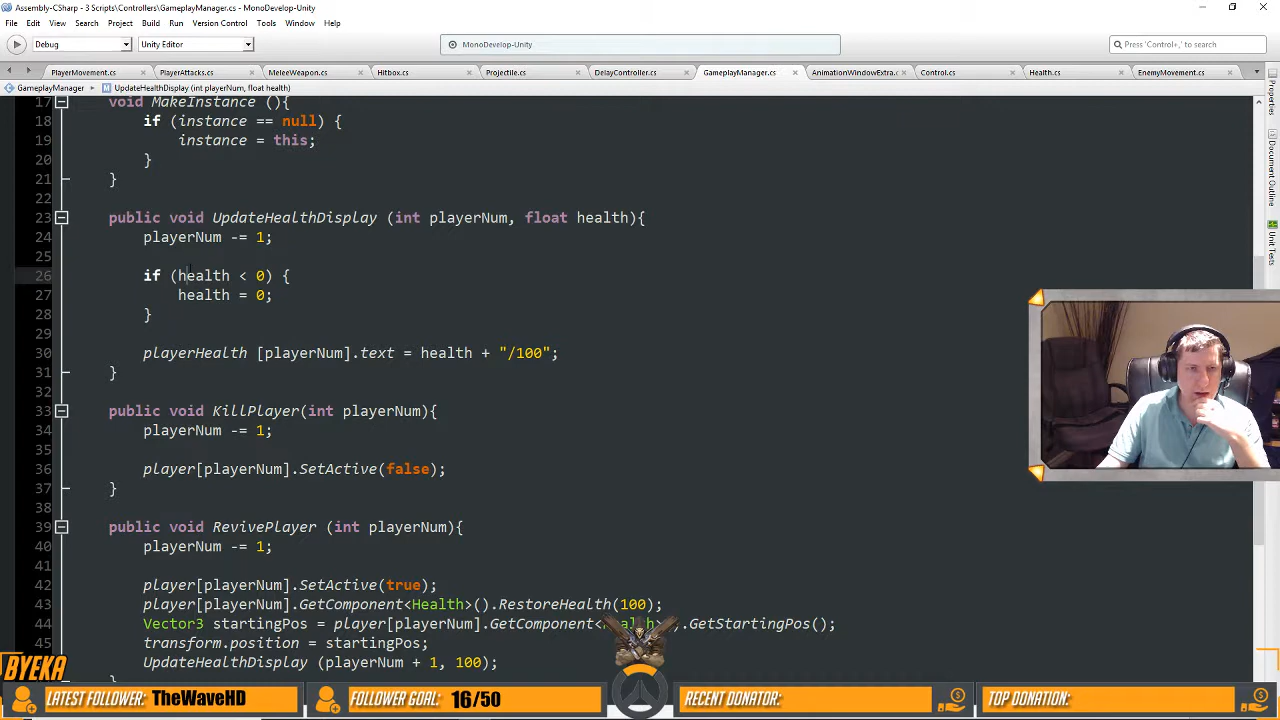 Assembly-CSharp - 3 Scripts\Controllers\GameplayManager.cs - MonoDevelop-Unity
File Edit View Search Project Build Run Version Control Tools Window Help
Debug Unity Editor MonoDevelop-Unity Press 'Control+,' to search
PlayerMovement.cs PlayerAttacks.cs MeleeWeapon.cs Hitbox.cs Projectile.cs DelayController.cs GameplayManager.cs AnimationWindowExtra.cs Control.cs Health.cs EnemyMovement.cs
GameplayManager UpdateHealthDisplay (int playerNum, float health)
Properties
Document Outline
Unit Tests
17 void MakeInstance (){
18 if (instance == null) {
19 instance = this;
20 }
21 }
22
23 public void UpdateHealthDisplay (int playerNum, float health){
24 playerNum -= 1;
25
26 if (health < 0) {
27 health = 0;
28 }
29
30 playerHealth [playerNum].text = health + "/100";
31 }
32
33 public void KillPlayer(int playerNum){
34 playerNum -= 1;
35
36 player[playerNum].SetActive(false);
37 }
38
39 public void RevivePlayer (int playerNum){
40 playerNum -= 1;
41
42 player[playerNum].SetActive(true);
43 player[playerNum].GetComponent<Health>().RestoreHealth(100);
44 Vector3 startingPos = player[playerNum].GetComponent<Health>().GetStartingPos();
45 transform.position = startingPos;
46 UpdateHealthDisplay (playerNum + 1, 100);
BYEKA
LATEST FOLLOWER: TheWaveHD FOLLOWER GOAL: 16/50 RECENT DONATOR: TOP DONATION: